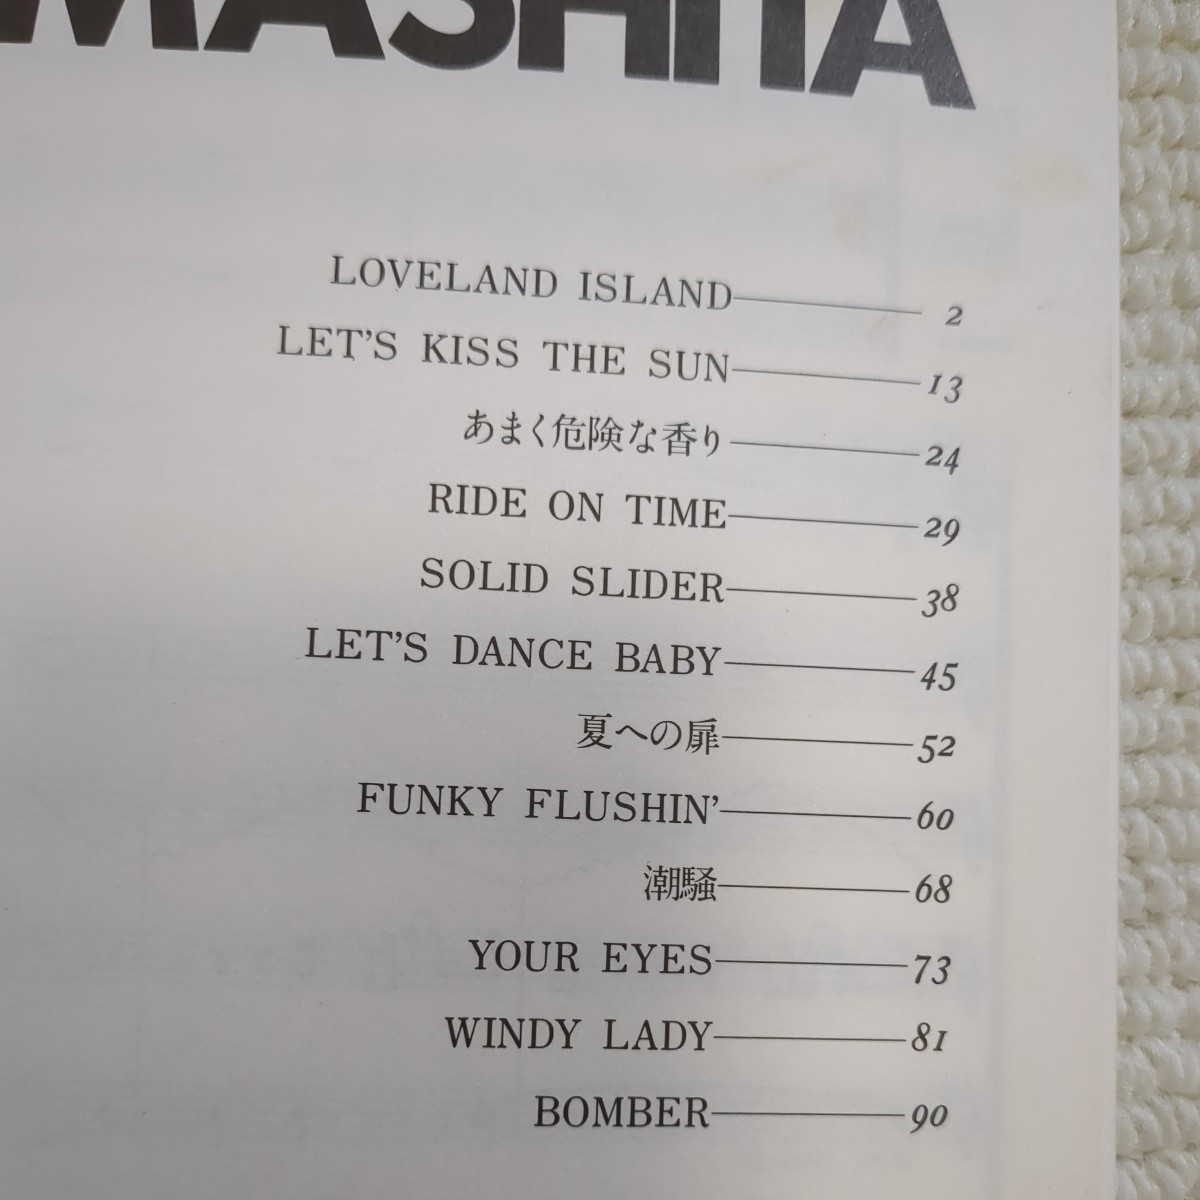 MASHITA
LOVELAND ISLAND 2
LET'S KISS THE SUN 13
あまく危険な香り 24
RIDE ON TIME 29
SOLID SLIDER 38
LET'S DANCE BABY 45
夏への扉 52
FUNKY FLUSHIN' 60
潮騒 68
YOUR EYES 73
WINDY LADY 81
BOMBER 90